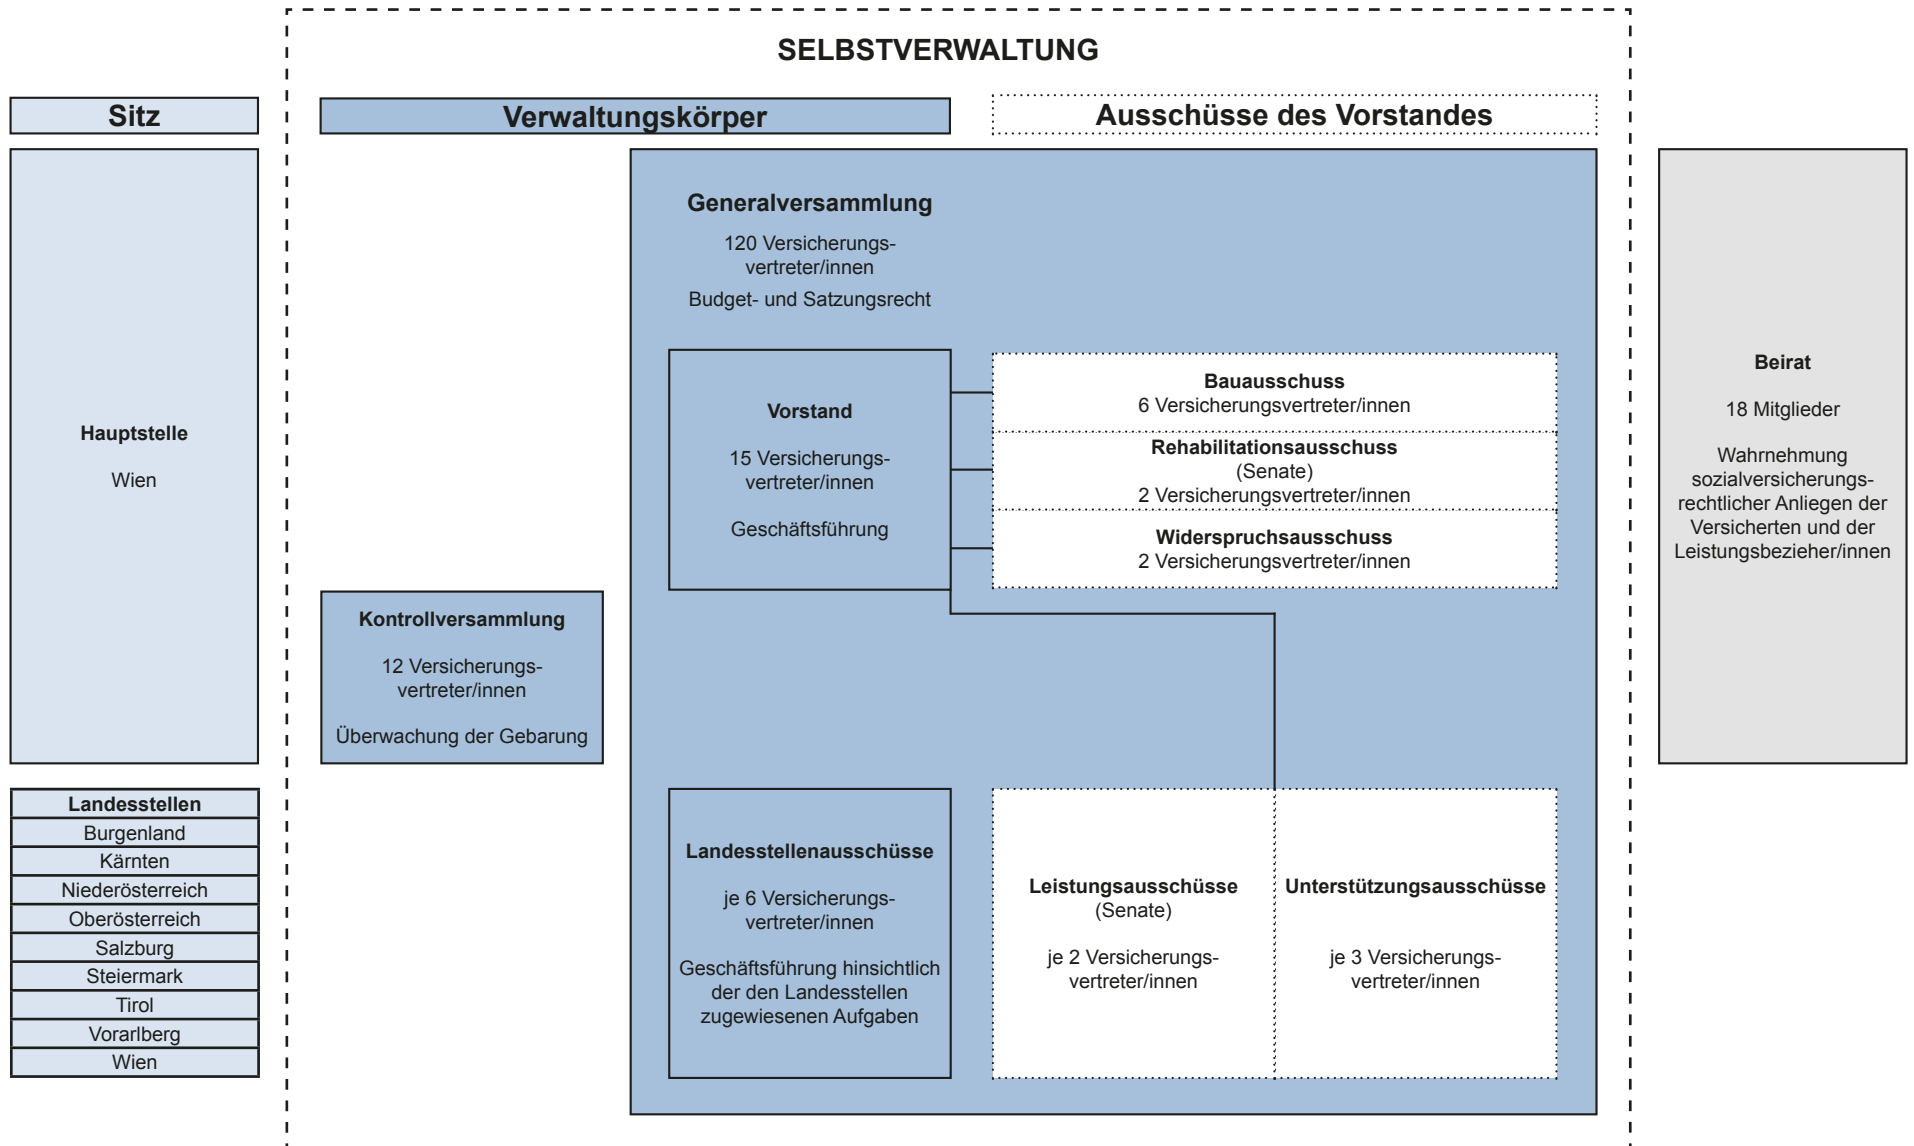 SELBSTVERWALTUNG
Sitz
Verwaltungskörper
Ausschüsse des Vorstandes
Hauptstelle
Wien
Generalversammlung
120 Versicherungs-
vertreter/innen
Budget- und Satzungsrecht
Vorstand
15 Versicherungs-
vertreter/innen
Geschäftsführung
Bauausschuss
6 Versicherungsvertreter/innen
Rehabilitationsausschuss
(Senate)
2 Versicherungsvertreter/innen
Widerspruchsausschuss
2 Versicherungsvertreter/innen
Beirat
18 Mitglieder
Wahrnehmung
sozialversicherungs-
rechtlicher Anliegen der
Versicherten und der
Leistungsbezieher/innen
Kontrollversammlung
12 Versicherungs-
vertreter/innen
Überwachung der Gebarung
Landesstellen
Burgenland
Kärnten
Niederösterreich
Oberösterreich
Salzburg
Steiermark
Tirol
Vorarlberg
Wien
Landesstellenausschüsse
je 6 Versicherungs-
vertreter/innen
Geschäftsführung hinsichtlich
der den Landesstellen
zugewiesenen Aufgaben
Leistungsausschüsse
(Senate)
je 2 Versicherungs-
vertreter/innen
Unterstützungsausschüsse
je 3 Versicherungs-
vertreter/innen